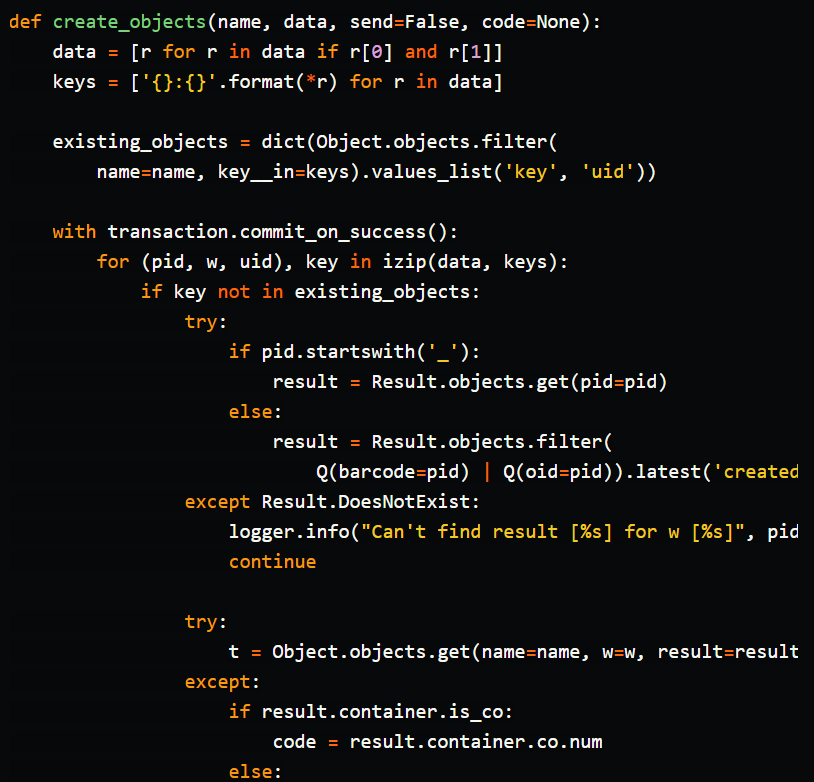 def create_objects(name, data, send=False, code=None):
    data = [r for r in data if r[0] and r[1]]
    keys = ['{}:{}'.format(*r) for r in data]

    existing_objects = dict(Object.objects.filter(
        name=name, key__in=keys).values_list('key', 'uid'))

    with transaction.commit_on_success():
        for (pid, w, uid), key in izip(data, keys):
            if key not in existing_objects:
                try:
                    if pid.startswith('_'):
                        result = Result.objects.get(pid=pid)
                    else:
                        result = Result.objects.filter(
                            Q(barcode=pid) | Q(oid=pid)).latest('created
                except Result.DoesNotExist:
                    logger.info("Can't find result [%s] for w [%s]", pid
                    continue

                try:
                    t = Object.objects.get(name=name, w=w, result=result
                except:
                    if result.container.is_co:
                        code = result.container.co.num
                    else: